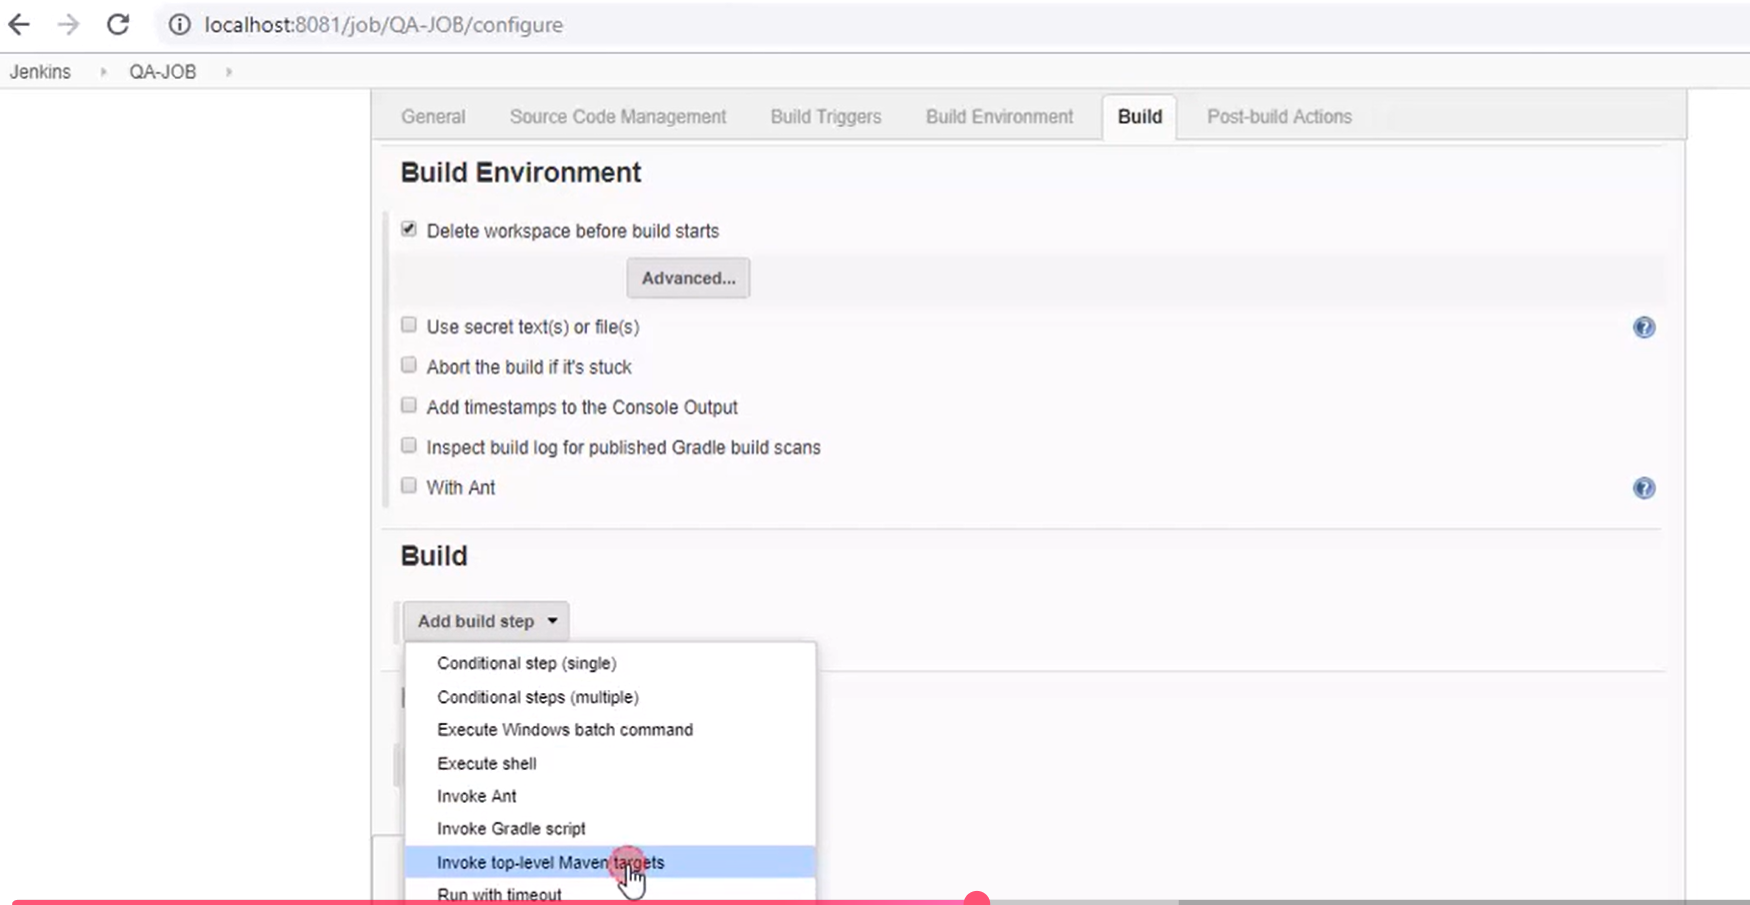 localhost:8081/job/QA-JOB/configure
Jenkins QA-JOB
General Source Code Management Build Triggers Build Environment Build Post-build Actions
Build Environment
Delete workspace before build starts
Advanced...
Use secret text(s) or file(s)
Abort the build if it's stuck
Add timestamps to the Console Output
Inspect build log for published Gradle build scans
With Ant
Build
Add build step
Conditional step (single)
Conditional steps (multiple)
Execute Windows batch command
Execute shell
Invoke Ant
Invoke Gradle script
Invoke top-level Maven targets
Run with timeout